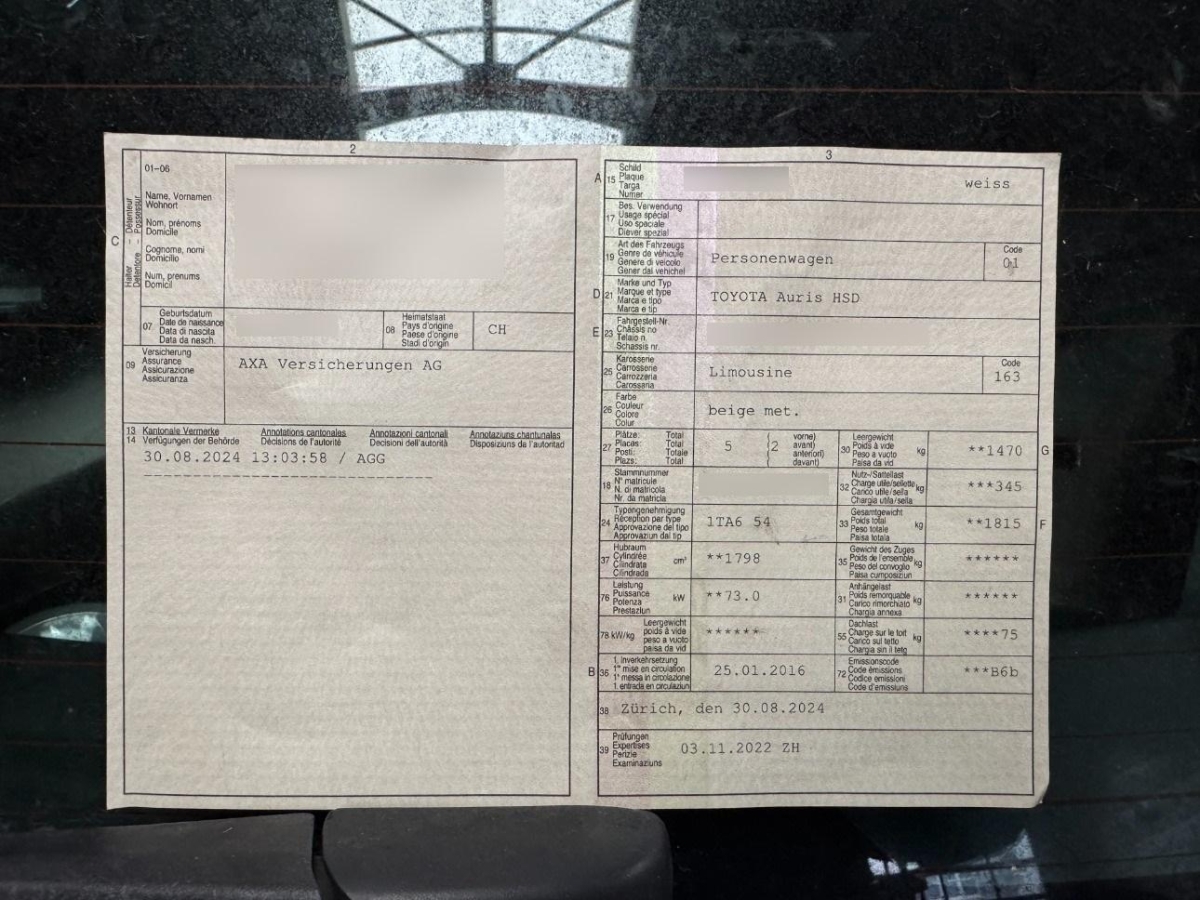 2
01-06
C
Halter - Détenteur
Detentore - Possessur
Name, Vornamen
Wohnort
Nom, prénoms
Domicile
Cognome, nomi
Domicilio
Num, prenums
Domicil
07
Geburtsdatum
Date de naissance
Data di nascita
Data da nasch.
08
Heimatstaat
Pays d'origine
Paese d'origine
Stadi d'origin
CH
09
Versicherung
Assurance
Assicurazione
Assicuranza
AXA Versicherungen AG
13 Kantonale Vermerke Annotations cantonales Annotazioni cantonali Annotaziuns chantunales
14 Verfügungen der Behörde Décisions de l'autorité Decisioni dell'autorità Disposiziuns da l'autoritad
30.08.2024 13:03:58 / AGG
3
A 15
Schild
Plaque
Targa
Numer
weiss
17
Bes. Verwendung
Usage spécial
Uso speciale
Diever spezial
19
Art des Fahrzeugs
Genre de véhicule
Genere di veicolo
Gener dal vehichel
Personenwagen
Code
01
D 21
Marke und Typ
Marque et type
Marca e tipo
Marca e tip
TOYOTA Auris HSD
E 23
Fahrgestell-Nr.
Châssis no
Telaio n.
Schassis nr.
25
Karosserie
Carrosserie
Carrozzeria
Carossaria
Limousine
Code
163
26
Farbe
Couleur
Colore
Colur
beige met.
27
Plätze: Total
Places: Total
Posti: Totale
Plazs: Total
5
(2
vorne)
avant)
anteriori)
davant)
30
Leergewicht
Poids à vide
Peso a vuoto
Paisa da vid
kg
**1470
G
18
Stammnummer
N° matricule
N. di matricola
Nr. da matricla
32
Nutz-/Sattellast
Charge utile/sellette
Carico utile/sella
Chargia utila/sella
kg
***345
24
Typengenehmigung
Réception par type
Approvazione del tipo
Approvaziun dal tip
1TA6 54
33
Gesamtgewicht
Poids total
Peso totale
Paisa totala
kg
**1815
F
37
Hubraum
Cylindrée
Cilindrata
Cilindrada
cm³
**1798
35
Gewicht des Zuges
Poids de l'ensemble
Peso del convoglio
Paisa cumposiziun
kg
******
76
Leistung
Puissance
Potenza
Prestaziun
kW
**73.0
31
Anhängelast
Poids remorquable
Carico rimorchiato
Chargia annexa
kg
******
78 kW/kg
Leergewicht
poids à vide
peso a vuoto
paisa da vid
******
55
Dachlast
Charge sur le toit
Carico sul tetto
Chargia sin il tetg
kg
****75
B 36
1. Inverkehrsetzung
1re mise en circulation
1a messa in circolazione
1. entrada en circulaziun
25.01.2016
72
Emissionscode
Code émissions
Codice emissioni
Code d'emissiuns
***B6b
38
Zürich, den 30.08.2024
39
Prüfungen
Expertises
Perizie
Examinaziuns
03.11.2022 ZH